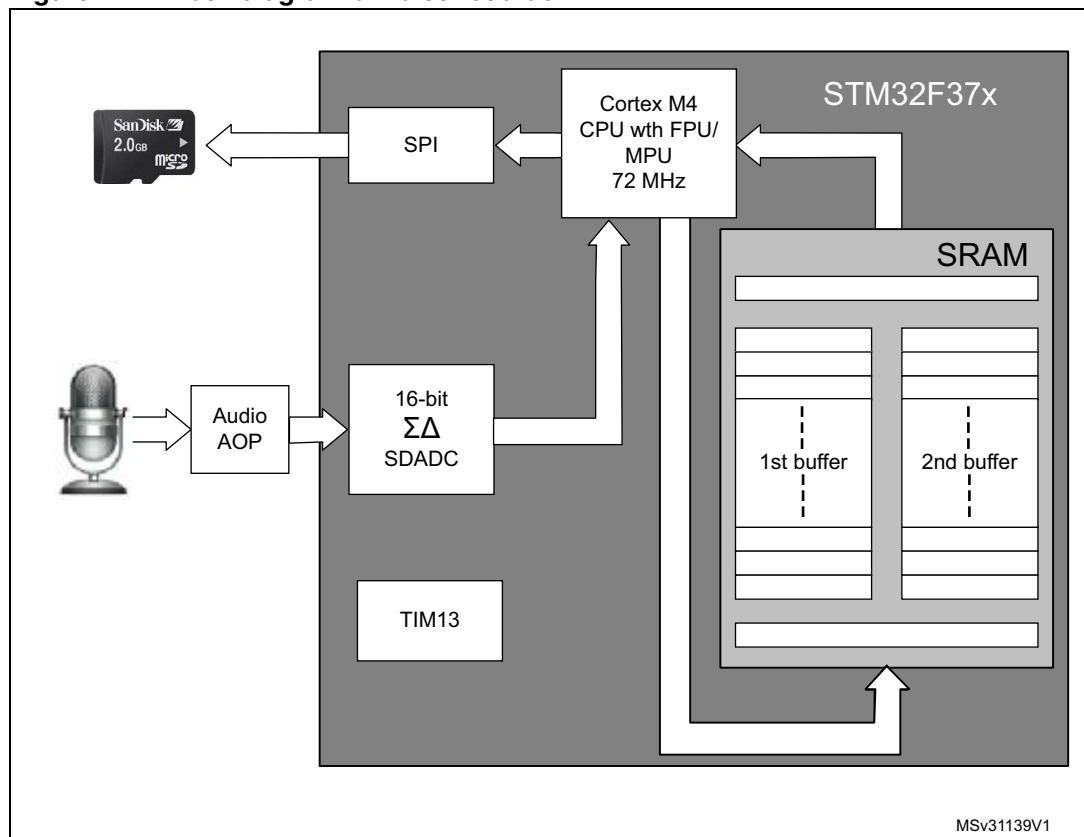 STM32F37x
Cortex M4
CPU wth FPU/
MPU
72 MHz
SPI
SanDisk
2.0GB
micro
SD
SRAM
Audio
AOP
16-bit
ΣΔ
SDADC
1st buffer
2nd buffer
TIM13
MSv31139V1